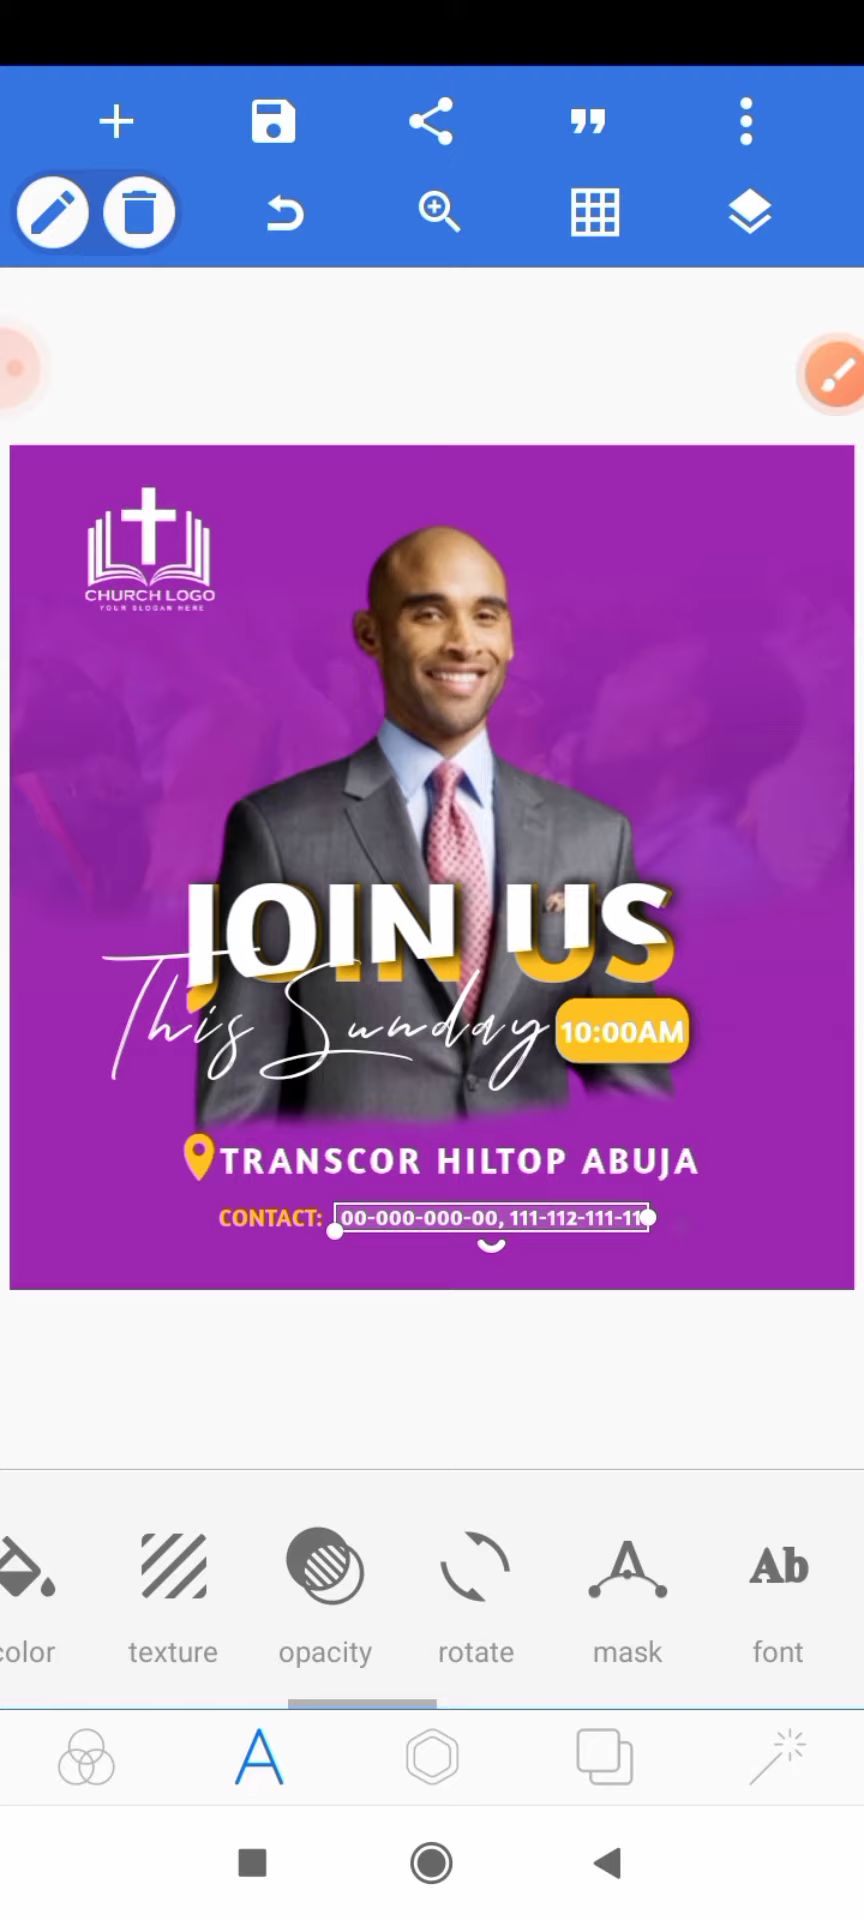 CHURCH LOGO
YOUR SLOGAN HERE
JOIN US
This Sunday 10:00AM
TRANSCOR HILTOP ABUJA
CONTACT: 00-000-000-00, 111-112-111-11
color texture opacity rotate mask font